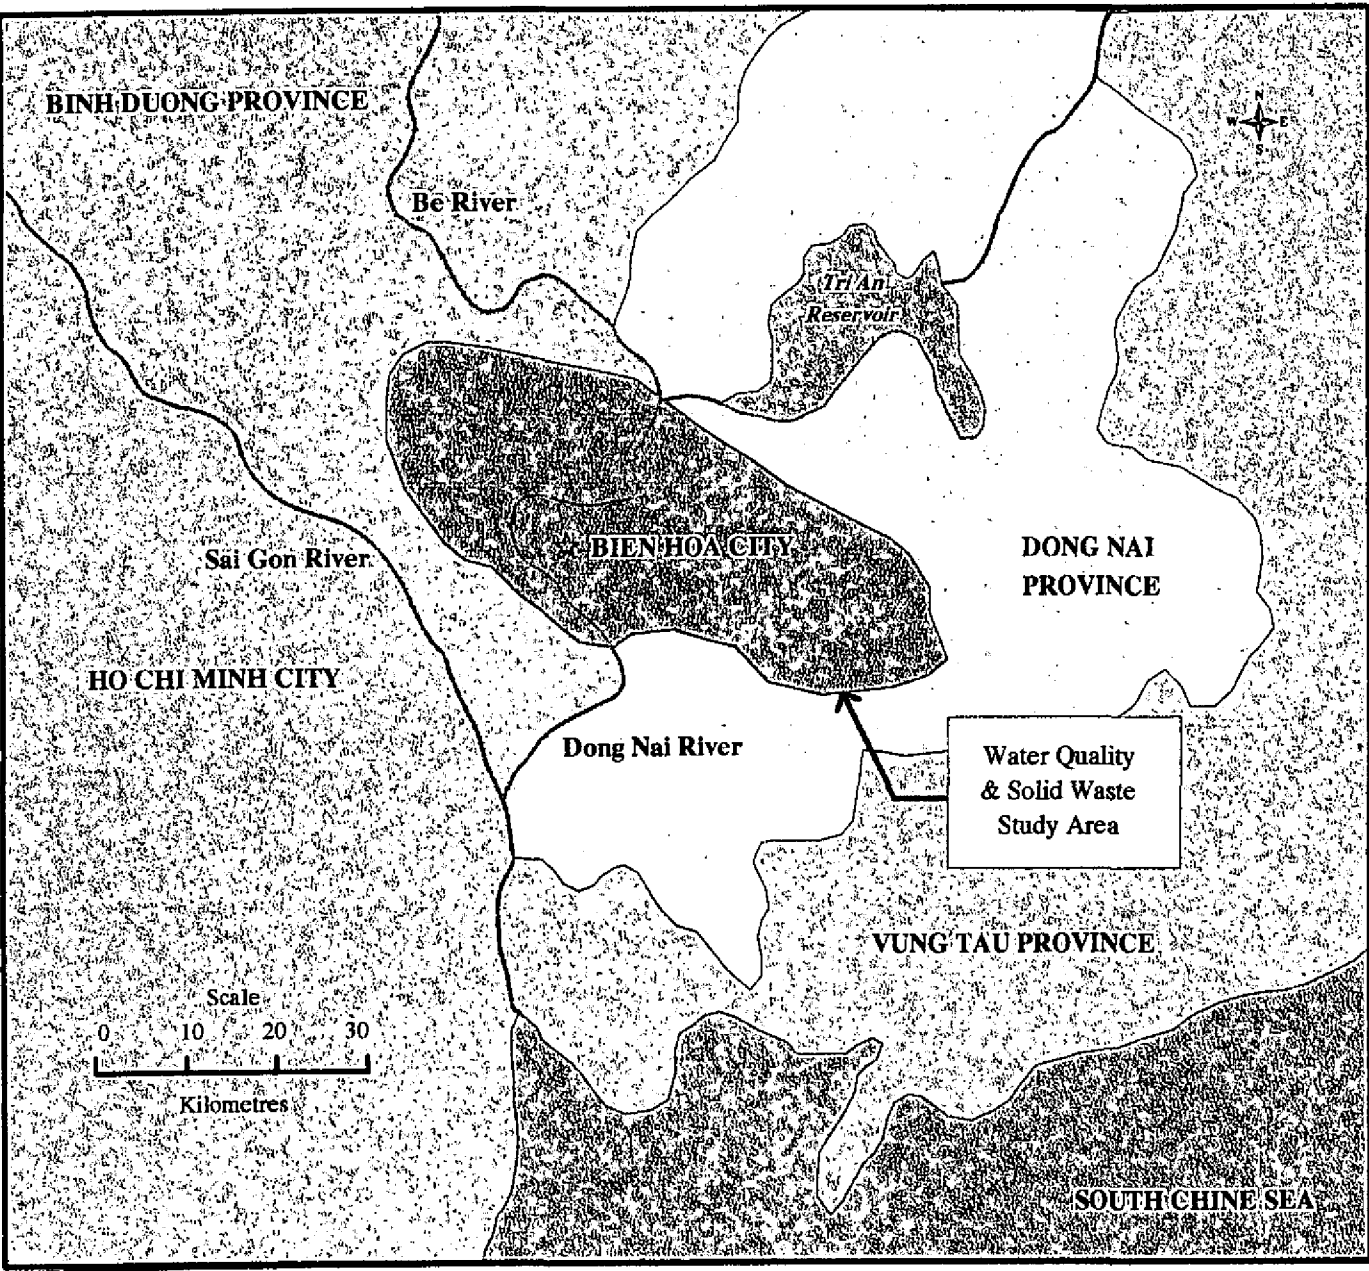 BINH DUONG PROVINCE
N
W E
S
Be River
Tri An
Reservoir
BIEN HOA CITY
DONG NAI
PROVINCE
Sai Gon River
HO CHI MINH CITY
Dong Nai River
Water Quality
& Solid Waste
Study Area
VUNG TAU PROVINCE
Scale
0 10 20 30
Kilometres
SOUTH CHINE SEA